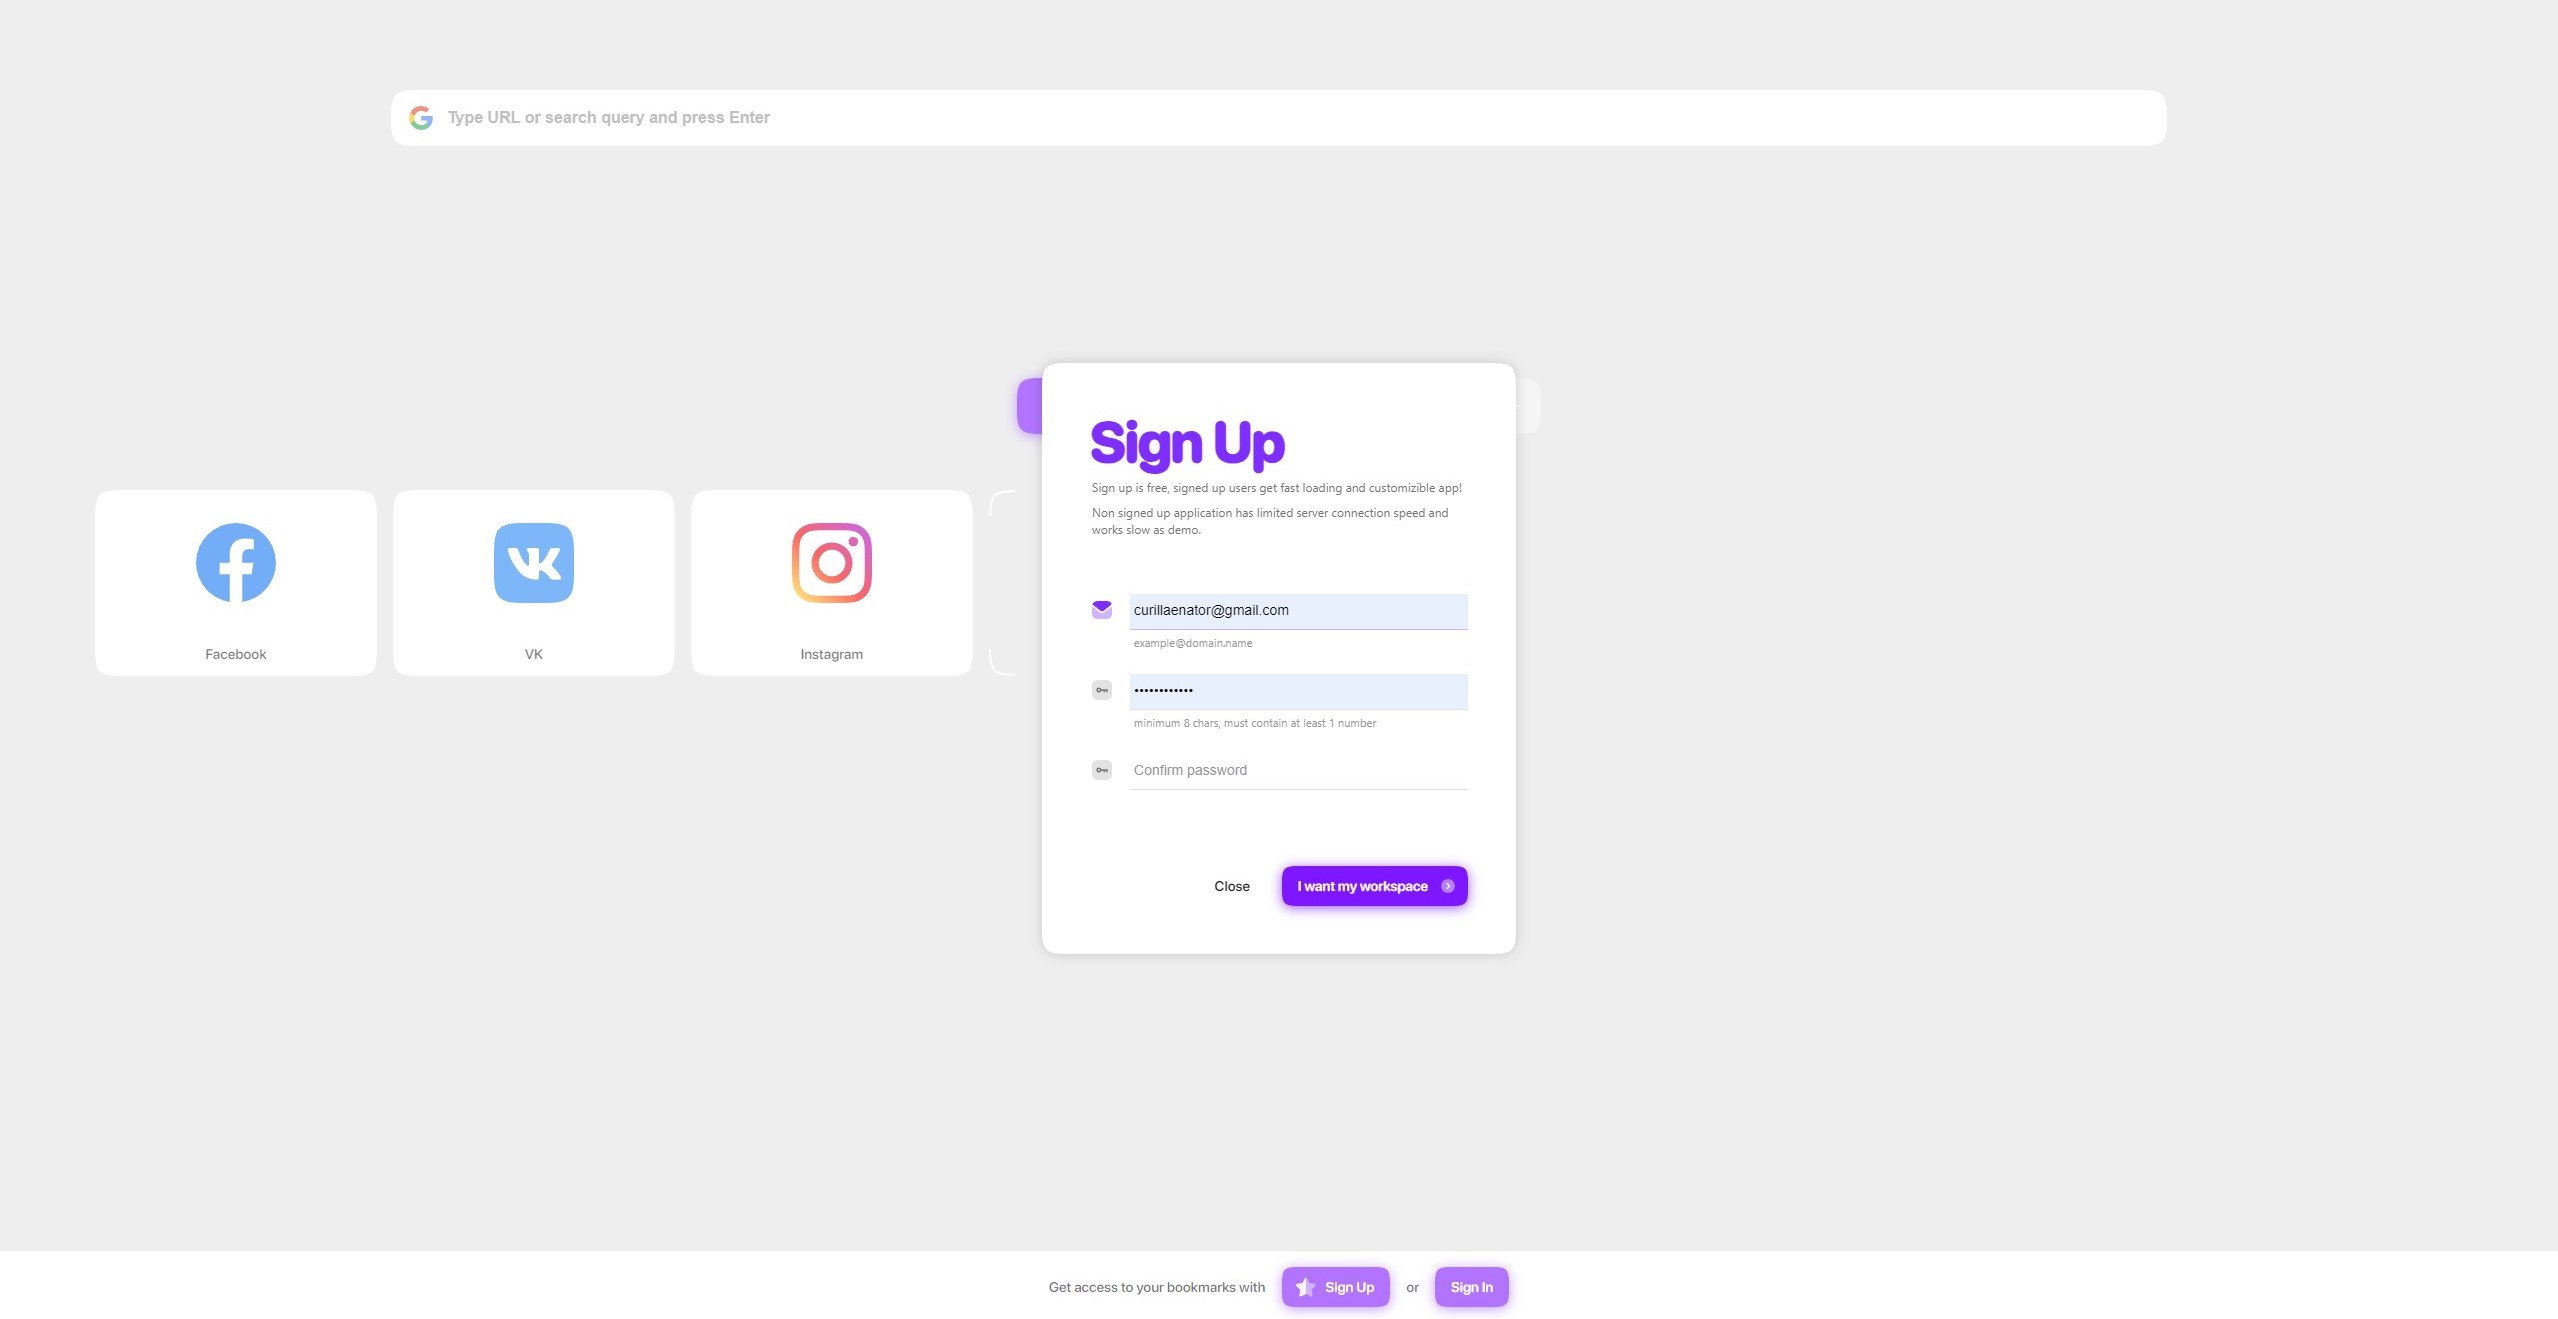 Type URL or search query and press Enter
Sign Up
Sign up is free, signed up users get fast loading and customizible app!
Non signed up application has limited server connection speed and
works slow as demo.
curillaenator@gmail.com
example@domain.name
••••••••••••
minimum 8 chars, must contain at least 1 number
Confirm password
Close
I want my workspace
Facebook
VK
Instagram
Get access to your bookmarks with
Sign Up
or
Sign In